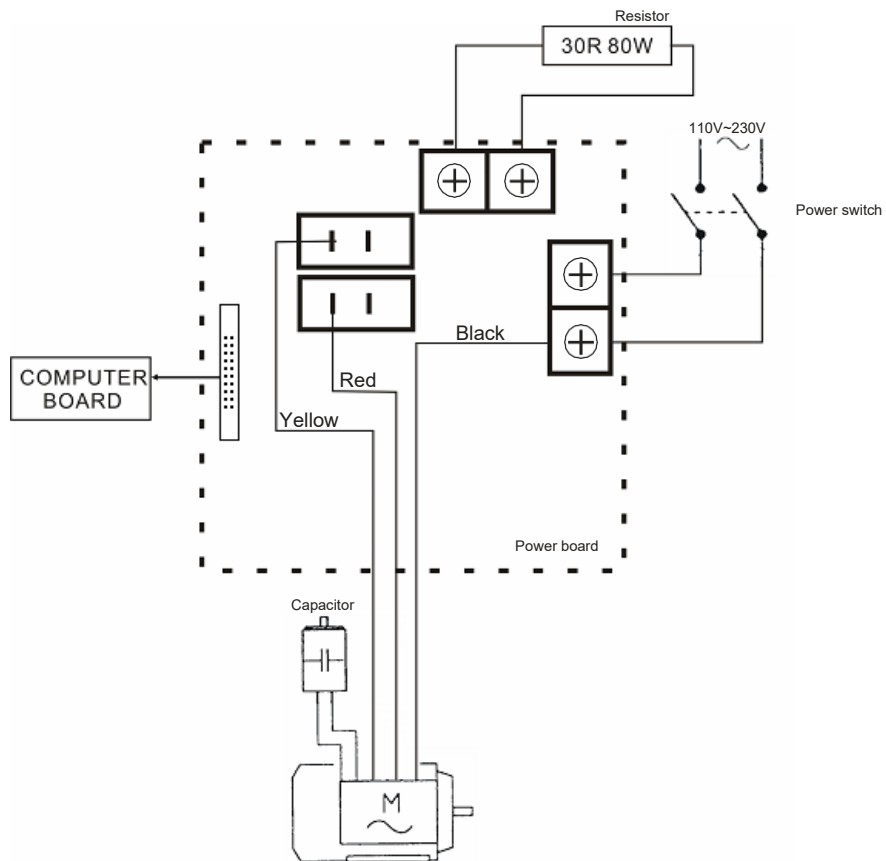 Resistor
30R 80W
110V~230V
Power switch
Black
COMPUTER
BOARD
Red
Yellow
Power board
Capacitor
M